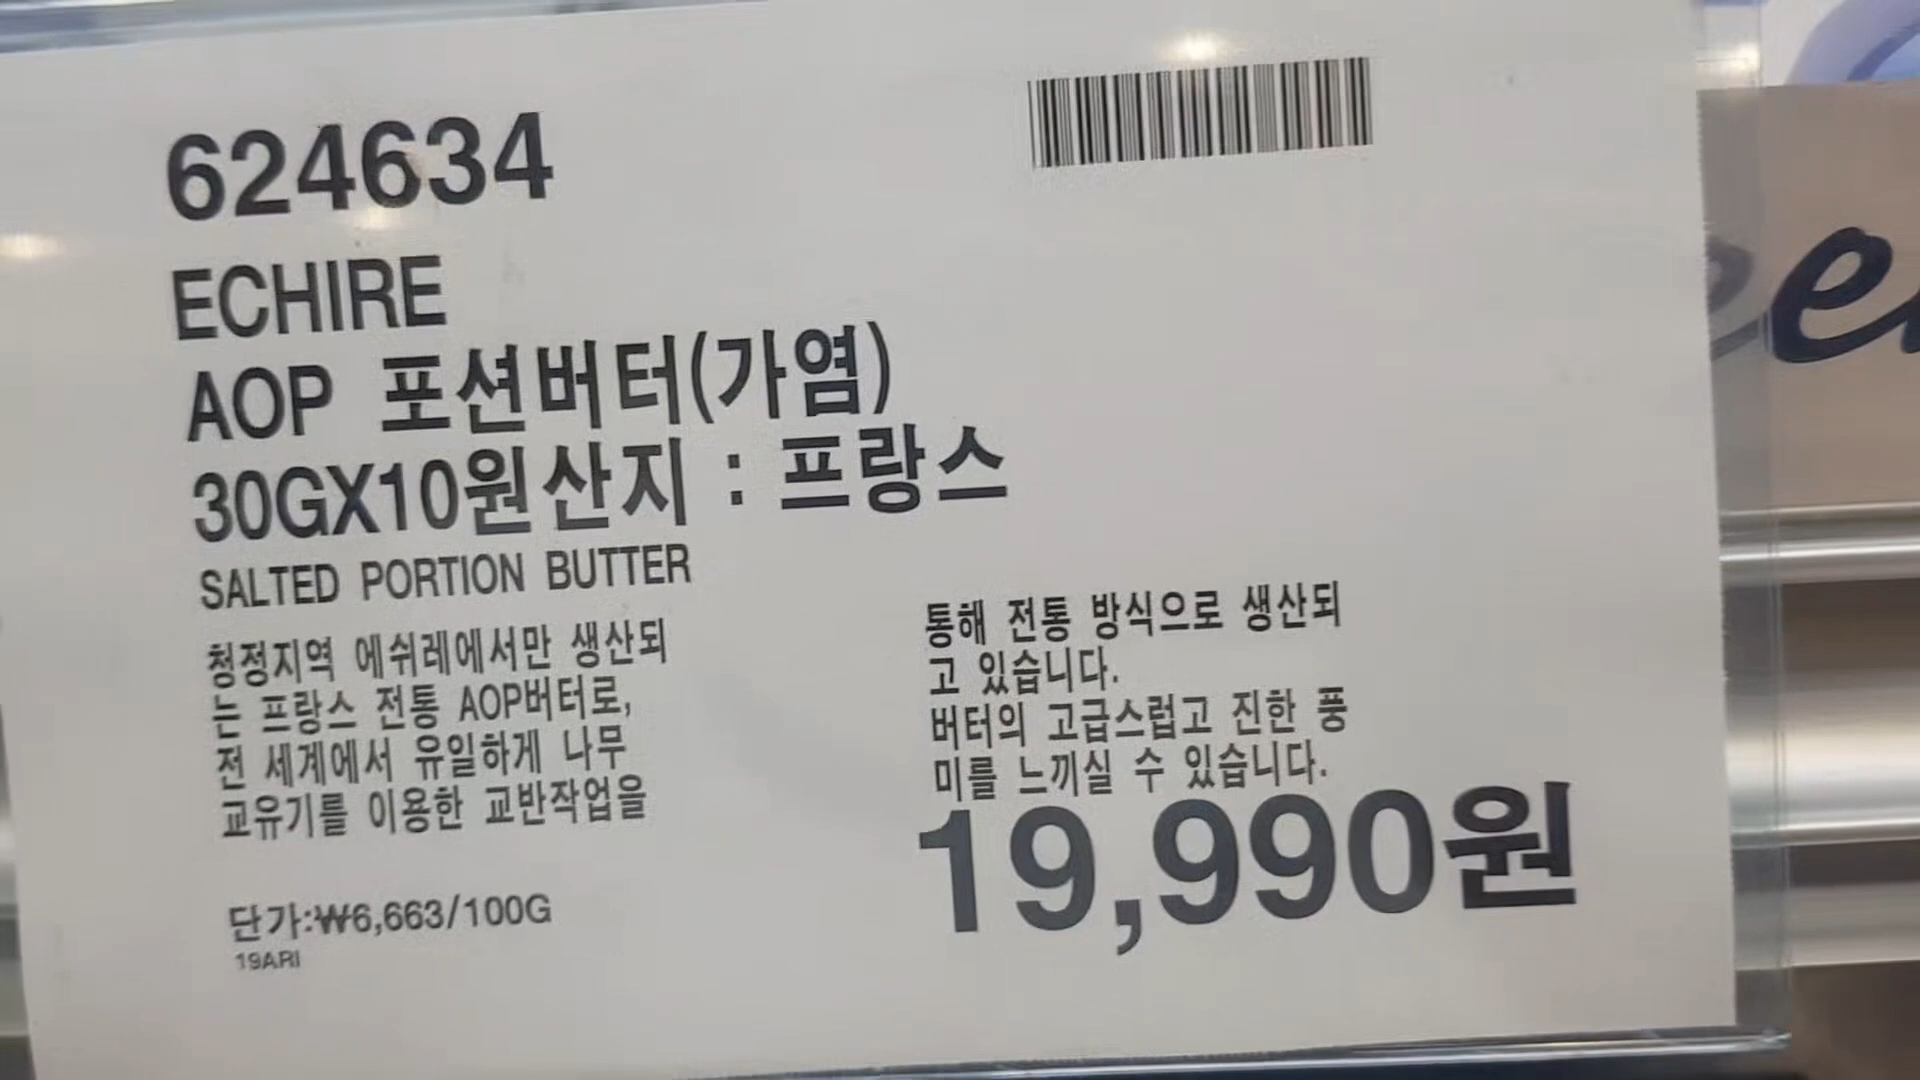 624634
ECHIRE
AOP 포션버터(가염)
30GX10원산지 : 프랑스
SALTED PORTION BUTTER
청정지역 에쉬레에서만 생산되
는 프랑스 전통 AOP버터로,
전 세계에서 유일하게 나무
교유기를 이용한 교반작업을
통해 전통 방식으로 생산되
고 있습니다.
버터의 고급스럽고 진한 풍
미를 느끼실 수 있습니다.
19,990원
단가:₩6,663/100G
19ARI